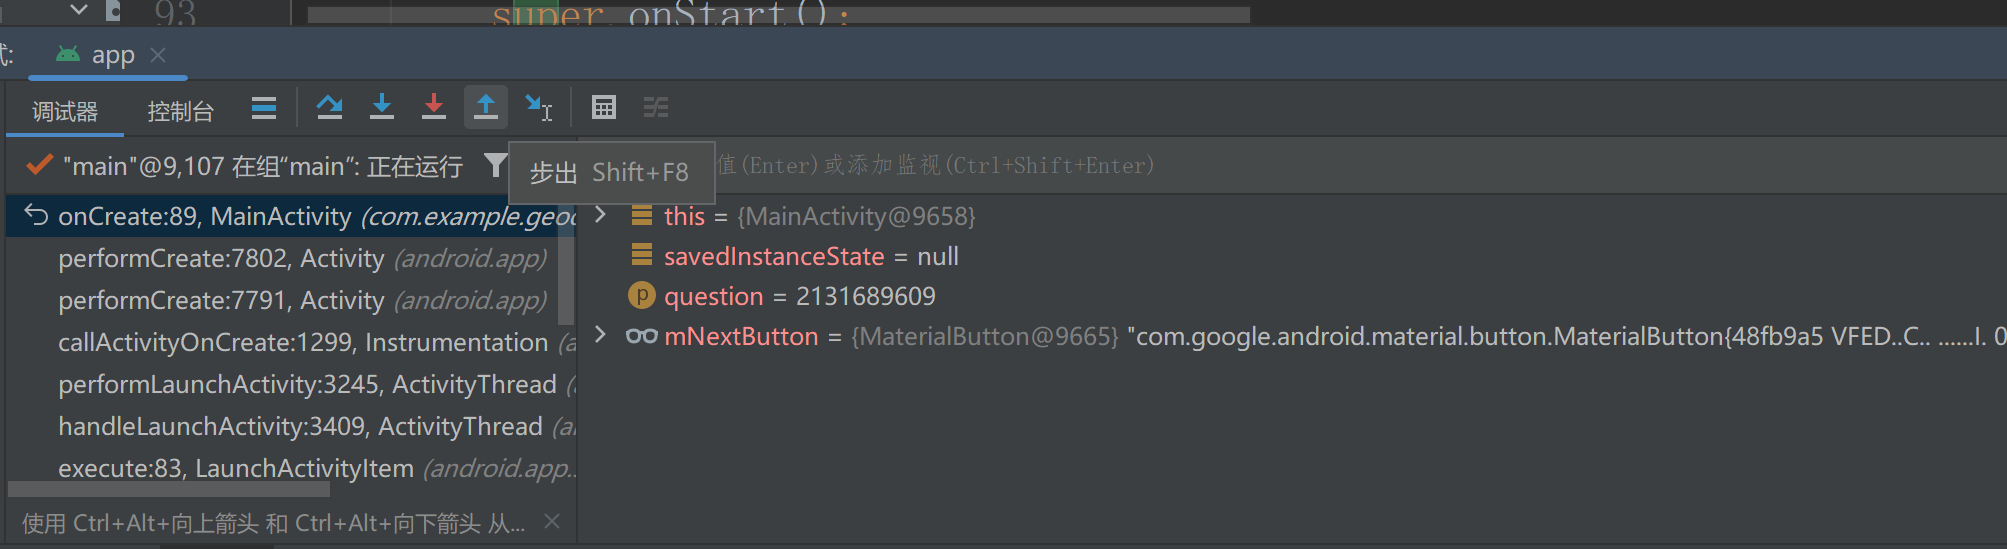 93 super.onStart();
式: app
调试器 控制台
"main"@9,107 在组“main”: 正在运行
步出 Shift+F8
值(Enter)或添加监视(Ctrl+Shift+Enter)
onCreate:89, MainActivity (com.example.geoq
performCreate:7802, Activity (android.app)
performCreate:7791, Activity (android.app)
callActivityOnCreate:1299, Instrumentation (a
performLaunchActivity:3245, ActivityThread (a
handleLaunchActivity:3409, ActivityThread (a
execute:83, LaunchActivityItem (android.app..
使用 Ctrl+Alt+向上箭头 和 Ctrl+Alt+向下箭头 从...
this = {MainActivity@9658}
savedInstanceState = null
p question = 2131689609
mNextButton = {MaterialButton@9665} "com.google.android.material.button.MaterialButton{48fb9a5 VFED..C.. ......I. 0